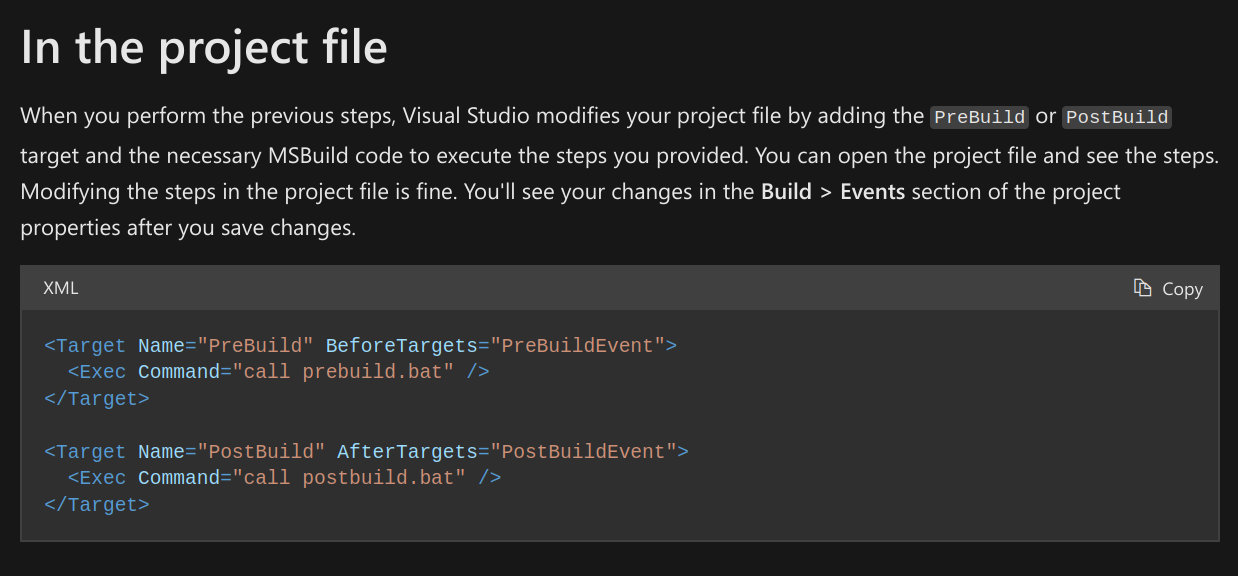 In the project file
When you perform the previous steps, Visual Studio modifies your project file by adding the PreBuild or PostBuild
target and the necessary MSBuild code to execute the steps you provided. You can open the project file and see the steps.
Modifying the steps in the project file is fine. You'll see your changes in the Build > Events section of the project
properties after you save changes.
XML Copy
<Target Name="PreBuild" BeforeTargets="PreBuildEvent">
  <Exec Command="call prebuild.bat" />
</Target>
<Target Name="PostBuild" AfterTargets="PostBuildEvent">
  <Exec Command="call postbuild.bat" />
</Target>